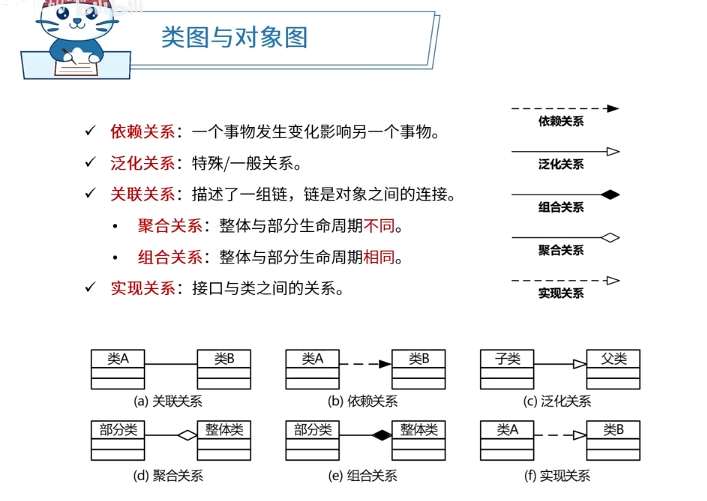 类图与对象图
依赖关系：一个事物发生变化影响另一个事物。
泛化关系：特殊/一般关系。
关联关系：描述了一组链，链是对象之间的连接。
聚合关系：整体与部分生命周期不同。
组合关系：整体与部分生命周期相同。
实现关系：接口与类之间的关系。
依赖关系
泛化关系
组合关系
聚合关系
实现关系
类A 类B 类A 类B 子类 父类
(a) 关联关系 (b) 依赖关系 (c) 泛化关系
部分类 整体类 部分类 整体类 类A 类B
(d) 聚合关系 (e) 组合关系 (f) 实现关系